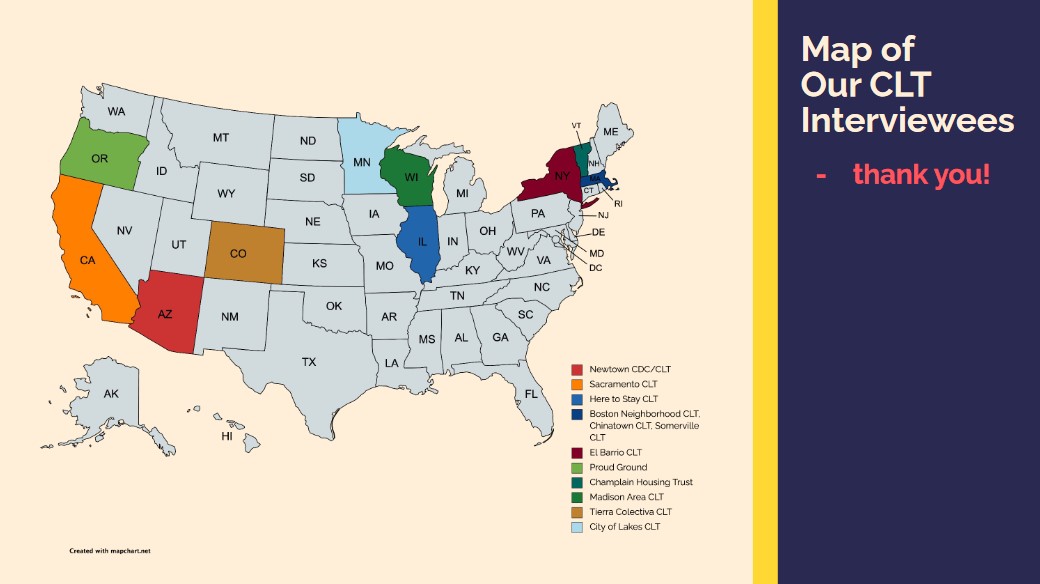 Map of
Our CLT
Interviewees
- thank you!
WA
MT
ND
MN
VT
ME
OR
ID
SD
WI
NY
NH
MA
WY
MI
CT
RI
IA
PA
NJ
NE
NV
UT
CO
IL
IN
OH
DE
MD
DC
WV
VA
CA
KS
MO
KY
NC
TN
AZ
NM
OK
AR
SC
MS
AL
GA
TX
LA
FL
AK
HI
Newtown CDC/CLT
Sacramento CLT
Here to Stay CLT
Boston Neighborhood CLT,
Chinatown CLT, Somerville
CLT
El Barrio CLT
Proud Ground
Champlain Housing Trust
Madison Area CLT
Tierra Colectiva CLT
City of Lakes CLT
Created with mapchart.net